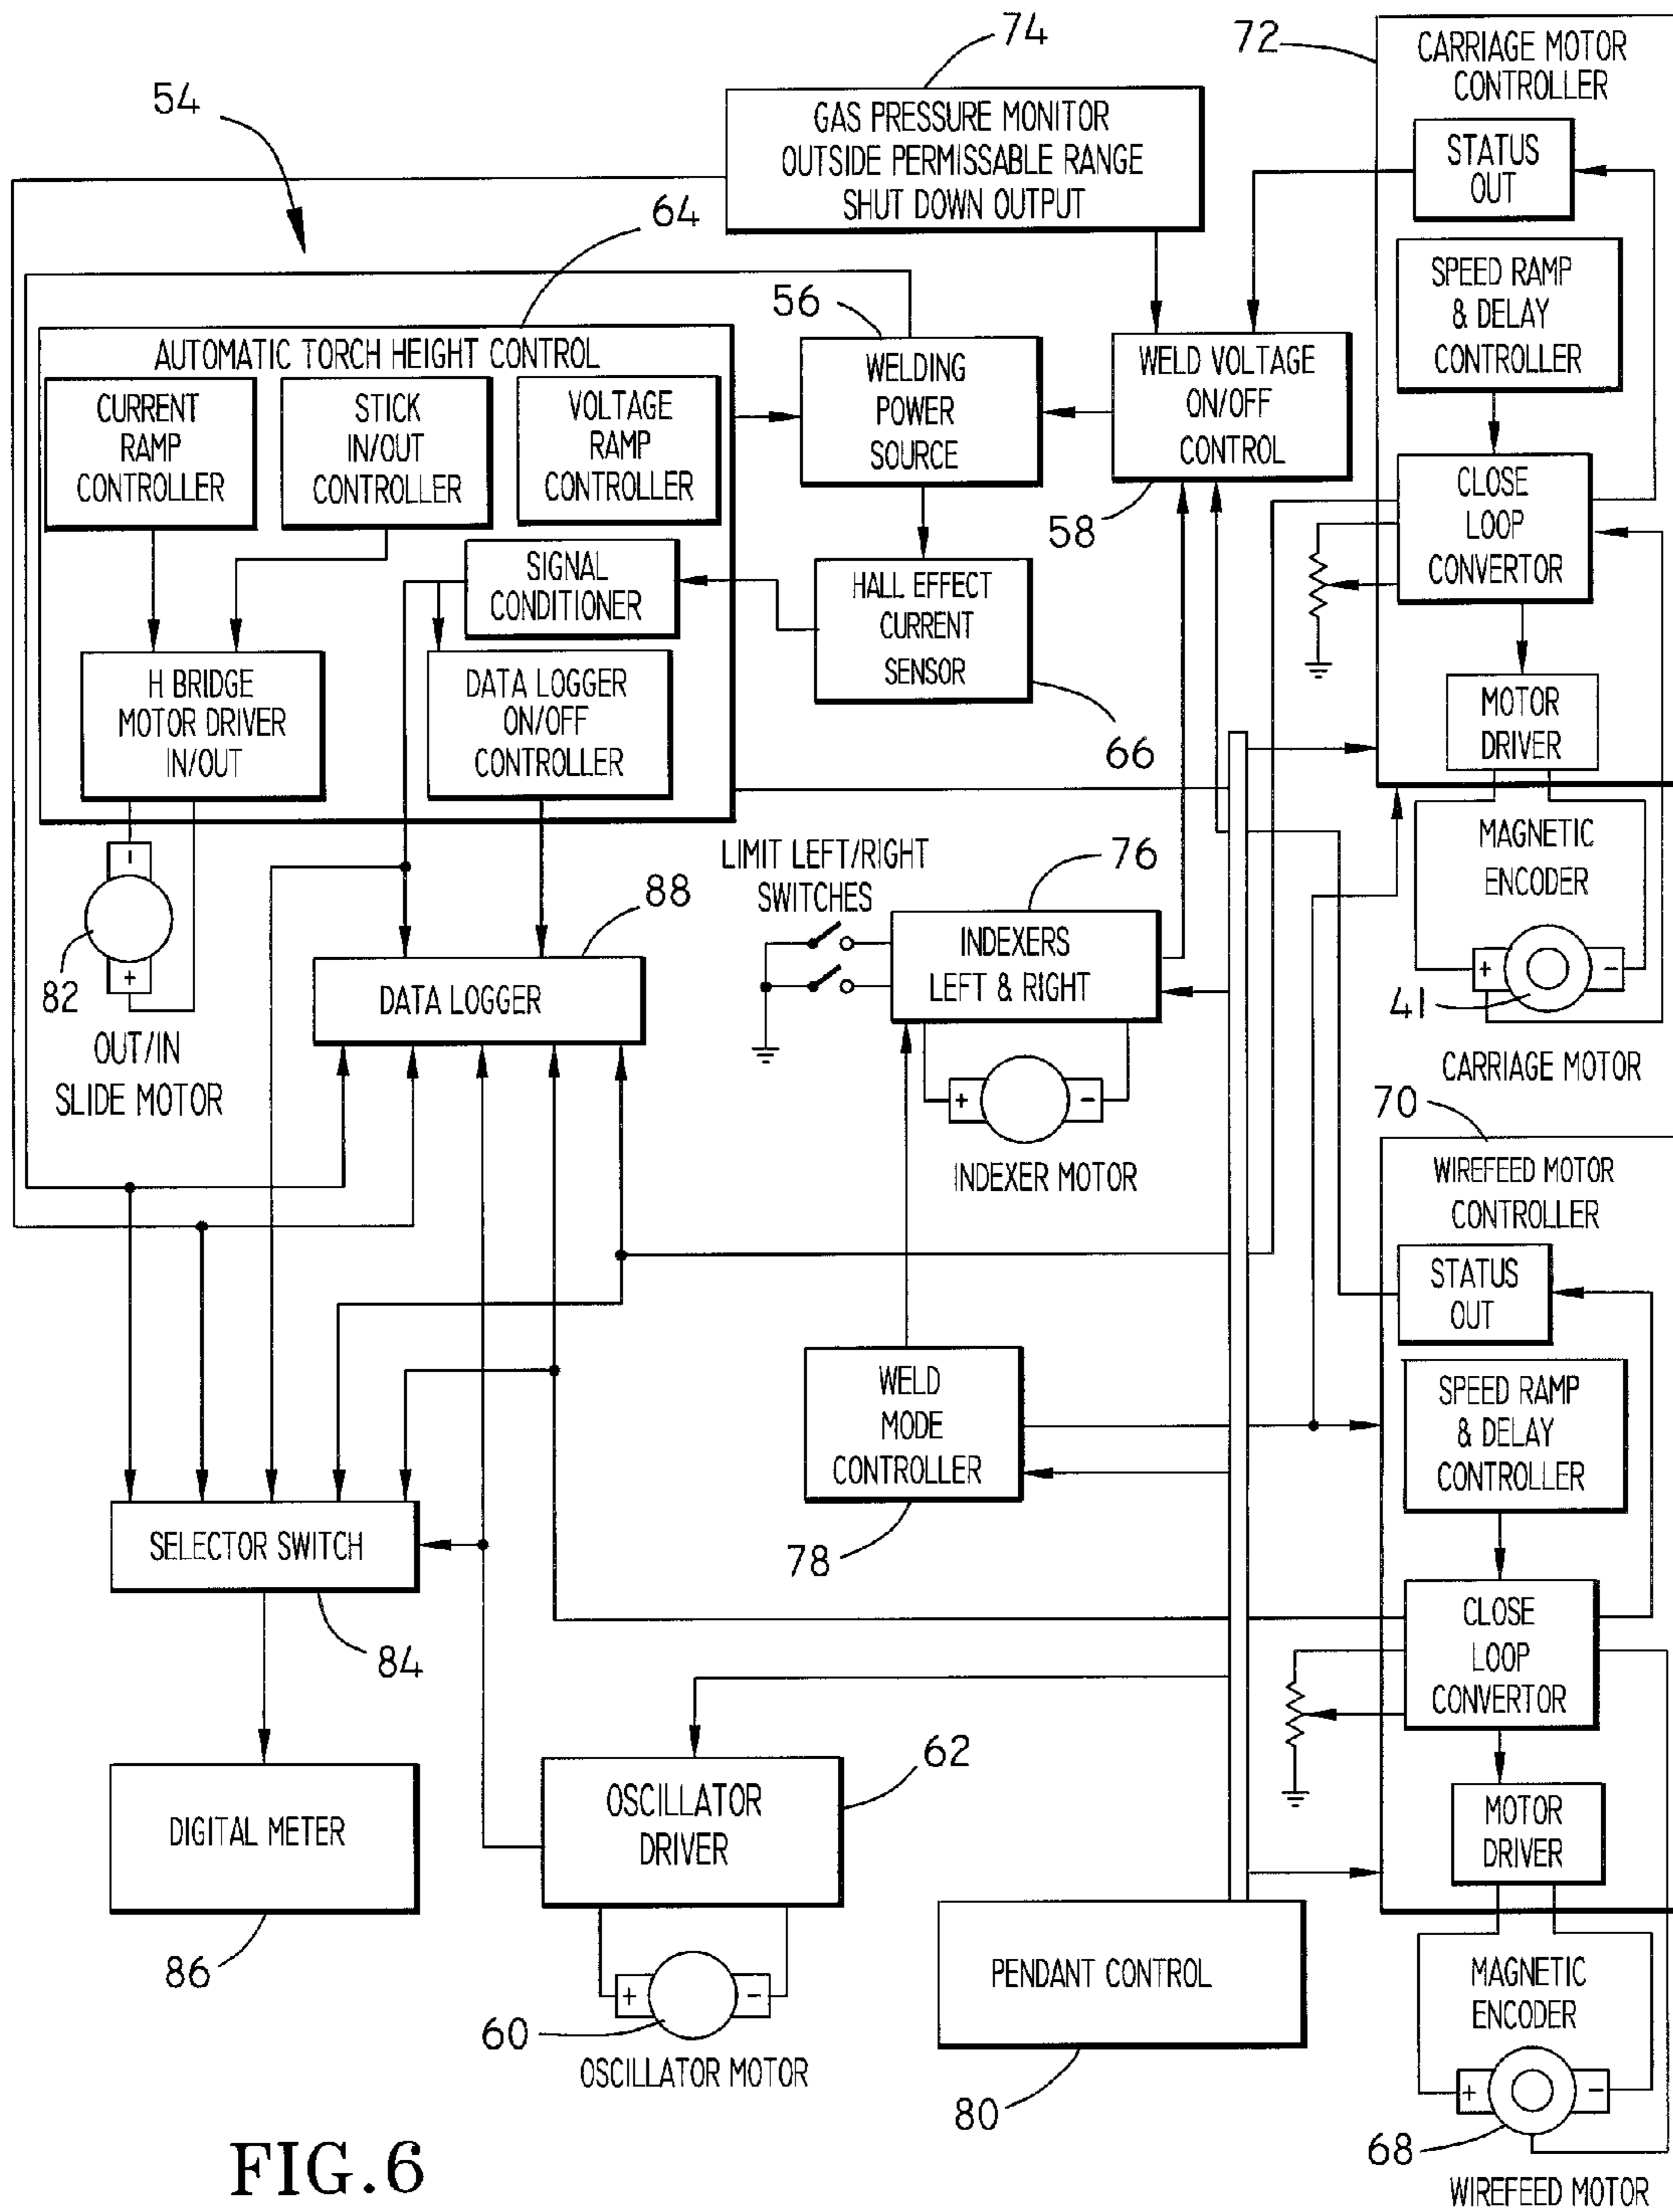 74
72
CARRIAGE MOTOR
CONTROLLER
54
GAS PRESSURE MONITOR
OUTSIDE PERMISSABLE RANGE
SHUT DOWN OUTPUT
STATUS
OUT
64
SPEED RAMP
& DELAY
CONTROLLER
56
AUTOMATIC TORCH HEIGHT CONTROL
WELDING
POWER
SOURCE
WELD VOLTAGE
ON/OFF
CONTROL
CURRENT
RAMP
CONTROLLER
STICK
IN/OUT
CONTROLLER
VOLTAGE
RAMP
CONTROLLER
58
CLOSE
LOOP
CONVERTOR
SIGNAL
CONDITIONER
HALL EFFECT
CURRENT
SENSOR
H BRIDGE
MOTOR DRIVER
IN/OUT
DATA LOGGER
ON/OFF
CONTROLLER
66
MOTOR
DRIVER
-
+
82
OUT/IN
SLIDE MOTOR
88
DATA LOGGER
LIMIT LEFT/RIGHT
SWITCHES
76
INDEXERS
LEFT & RIGHT
+
-
INDEXER MOTOR
MAGNETIC
ENCODER
+
-
41
CARRIAGE MOTOR
70
WIREFEED MOTOR
CONTROLLER
STATUS
OUT
WELD
MODE
CONTROLLER
78
SPEED RAMP
& DELAY
CONTROLLER
SELECTOR SWITCH
84
CLOSE
LOOP
CONVERTOR
62
DIGITAL METER
86
OSCILLATOR
DRIVER
MOTOR
DRIVER
+
-
60
OSCILLATOR MOTOR
PENDANT CONTROL
80
MAGNETIC
ENCODER
+
-
68
WIREFEED MOTOR
FIG.6